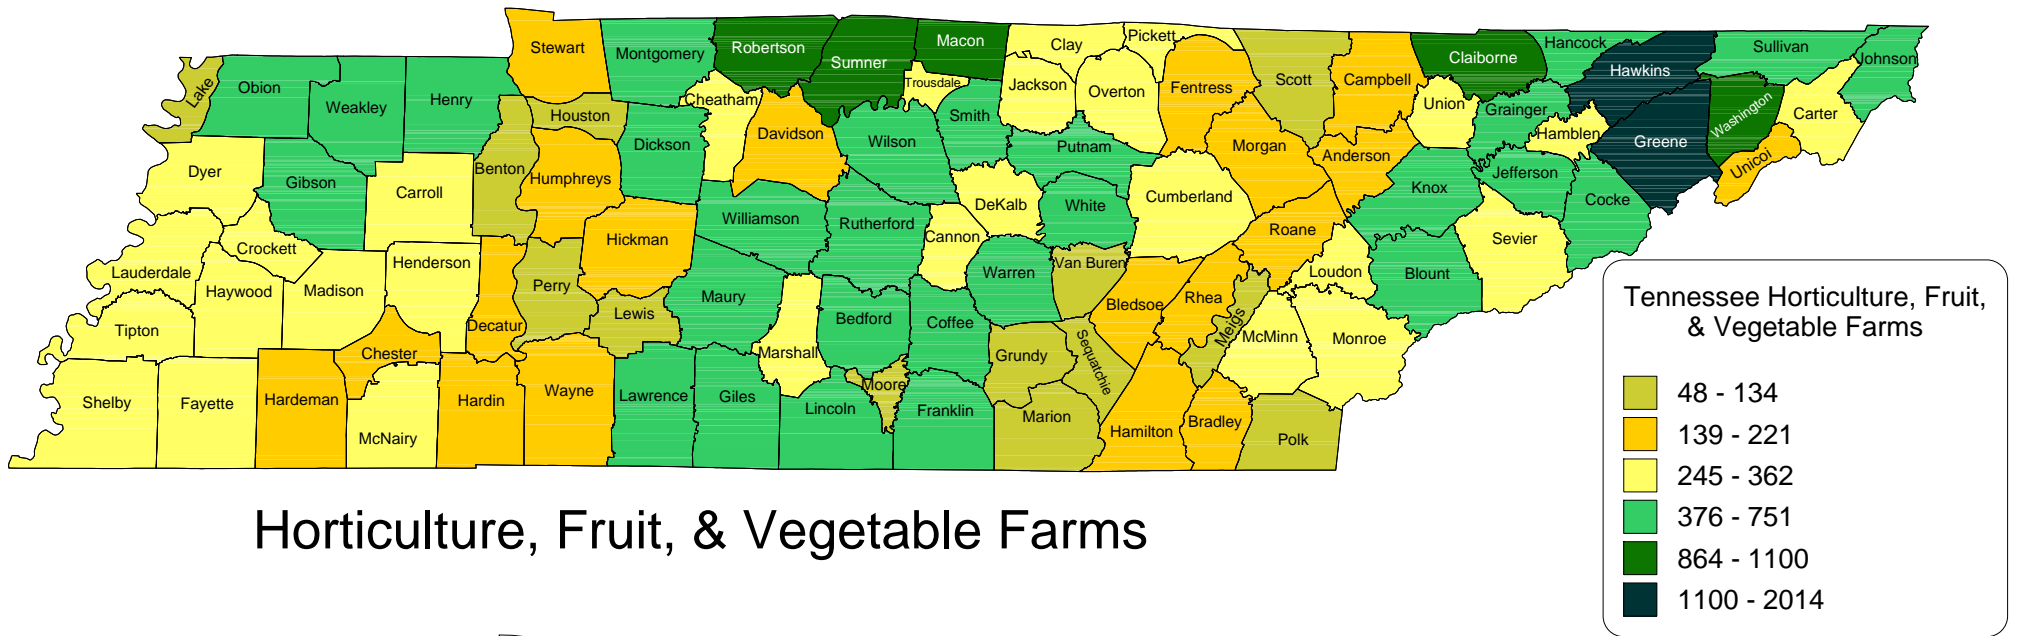 Stewart
Montgomery
Robertson
Sumner
Macon
Clay
Pickett
Scott
Campbell
Claiborne
Hancock
Hawkins
Sullivan
Johnson
Lake
Obion
Weakley
Henry
Houston
Cheatham
Trousdale
Jackson
Overton
Fentress
Union
Grainger
Hamblen
Greene
Washington
Carter
Unicoi
Benton
Humphreys
Dickson
Davidson
Wilson
Smith
Putnam
Morgan
Anderson
Knox
Jefferson
Cocke
Dyer
Gibson
Carroll
Williamson
Rutherford
DeKalb
White
Cumberland
Roane
Sevier
Lauderdale
Crockett
Henderson
Hickman
Cannon
Warren
Van Buren
Loudon
Blount
Haywood
Madison
Decatur
Perry
Lewis
Maury
Bedford
Coffee
Bledsoe
Rhea
Meigs
McMinn
Monroe
Tipton
Chester
Marshall
Moore
Grundy
Sequatchie
Shelby
Fayette
Hardeman
McNairy
Hardin
Wayne
Lawrence
Giles
Lincoln
Franklin
Marion
Hamilton
Bradley
Polk
Horticulture, Fruit, & Vegetable Farms
Tennessee Horticulture, Fruit,
& Vegetable Farms
48 - 134
139 - 221
245 - 362
376 - 751
864 - 1100
1100 - 2014